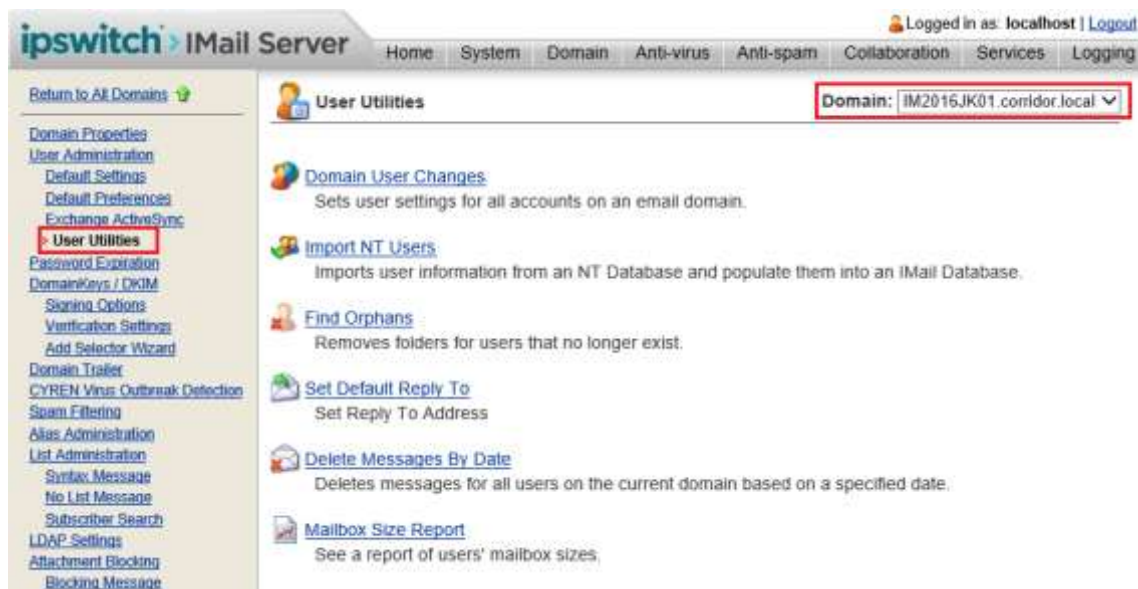 Logged in as: localhost | Logout
ipswitch IMail Server
Home System Domain Anti-virus Anti-spam Collaboration Services Logging
Return to All Domains
Domain Properties
User Administration
Default Settings
Default Preferences
Exchange ActiveSync
> User Utilities
Password Expiration
DomainKeys / DKIM
Signing Options
Verification Settings
Add Selector Wizard
Domain Trailer
CYREN Virus Outbreak Detection
Spam Filtering
Alias Administration
List Administration
Syntax Message
No List Message
Subscriber Search
LDAP Settings
Attachment Blocking
Blocking Message
User Utilities
Domain: IM2016JK01.corridor.local
Domain User Changes
Sets user settings for all accounts on an email domain.
Import NT Users
Imports user information from an NT Database and populate them into an IMail Database.
Find Orphans
Removes folders for users that no longer exist.
Set Default Reply To
Set Reply To Address
Delete Messages By Date
Deletes messages for all users on the current domain based on a specified date.
Mailbox Size Report
See a report of users' mailbox sizes.